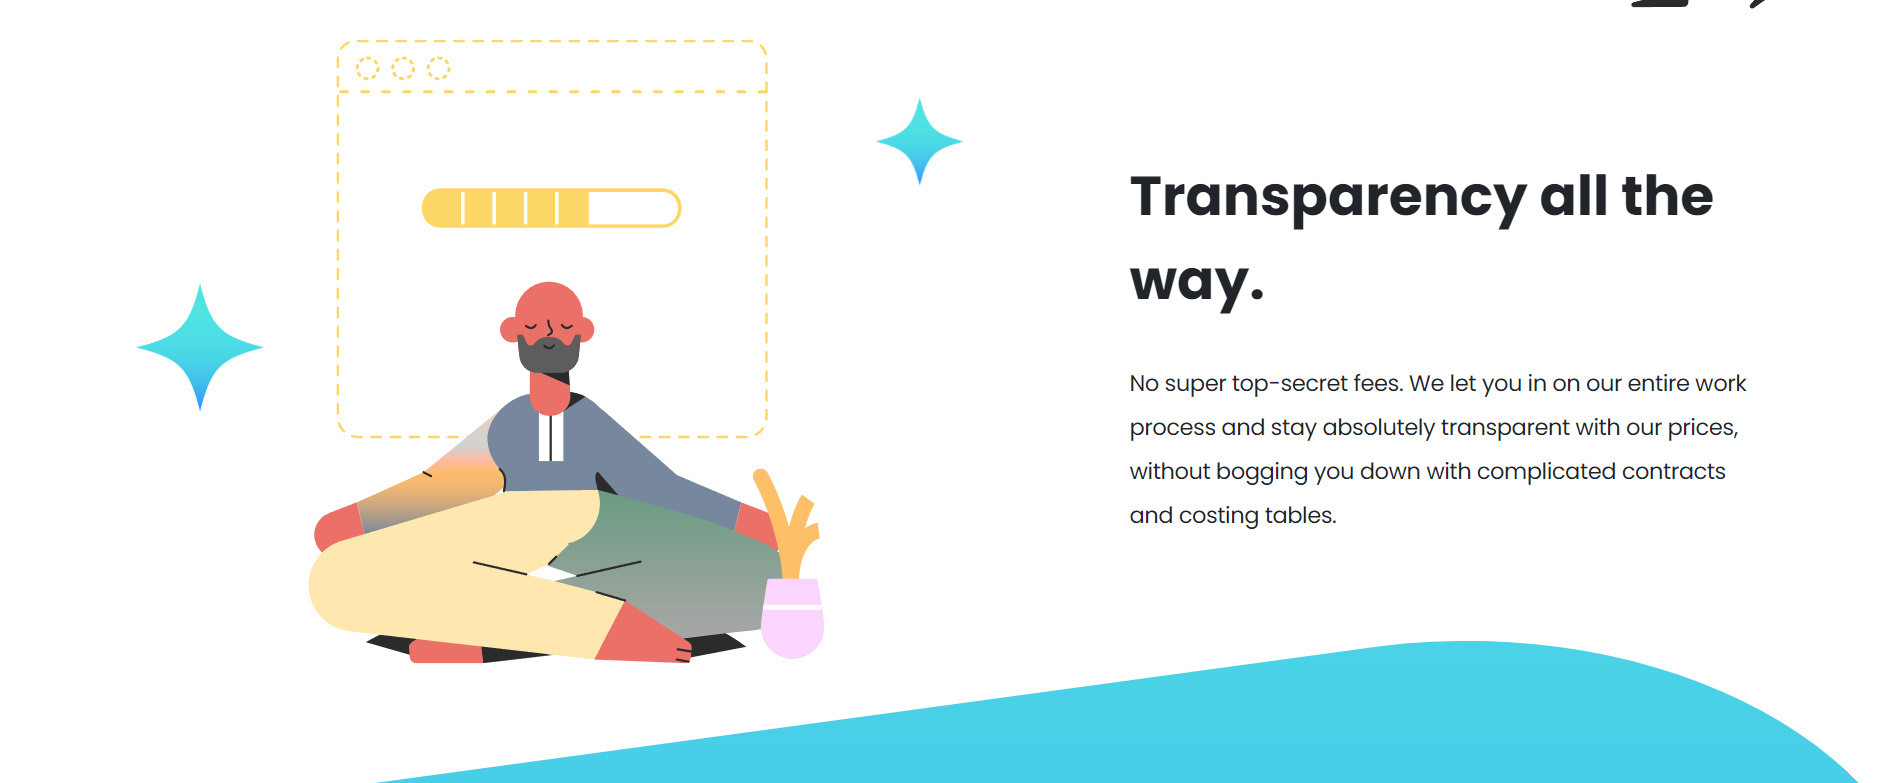 Transparency all the
way.
No super top-secret fees. We let you in on our entire work
process and stay absolutely transparent with our prices,
without bogging you down with complicated contracts
and costing tables.